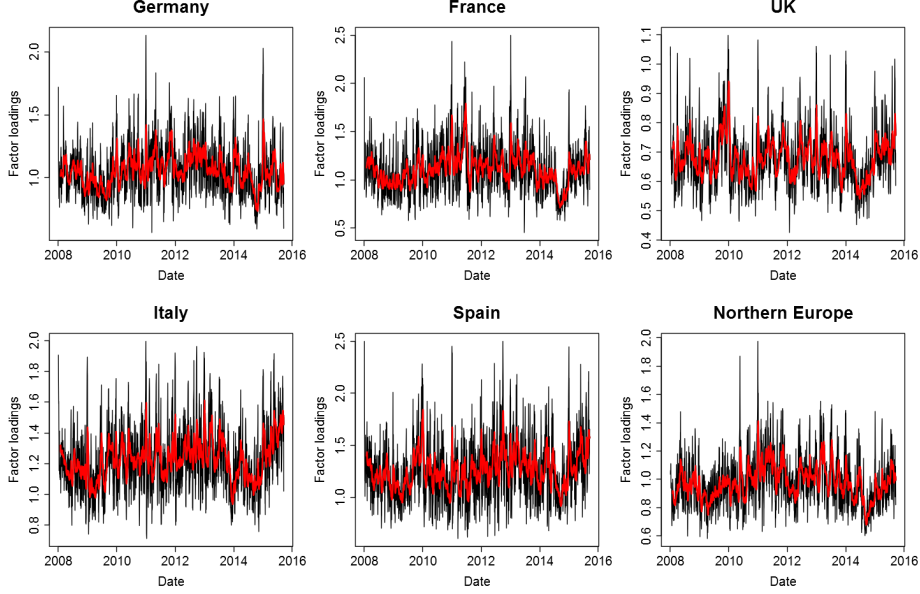 Germany
Factor loadings
2.0
1.5
1.0
2008 2010 2012 2014 2016
Date
France
Factor loadings
2.5
2.0
1.5
1.0
0.5
2008 2010 2012 2014 2016
Date
UK
Factor loadings
1.1
1.0
0.9
0.8
0.7
0.6
0.5
0.4
2008 2010 2012 2014 2016
Date
Italy
Factor loadings
2.0
1.8
1.6
1.4
1.2
1.0
0.8
2008 2010 2012 2014 2016
Date
Spain
Factor loadings
2.5
2.0
1.5
1.0
2008 2010 2012 2014 2016
Date
Northern Europe
Factor loadings
2.0
1.8
1.6
1.4
1.2
1.0
0.8
0.6
2008 2010 2012 2014 2016
Date